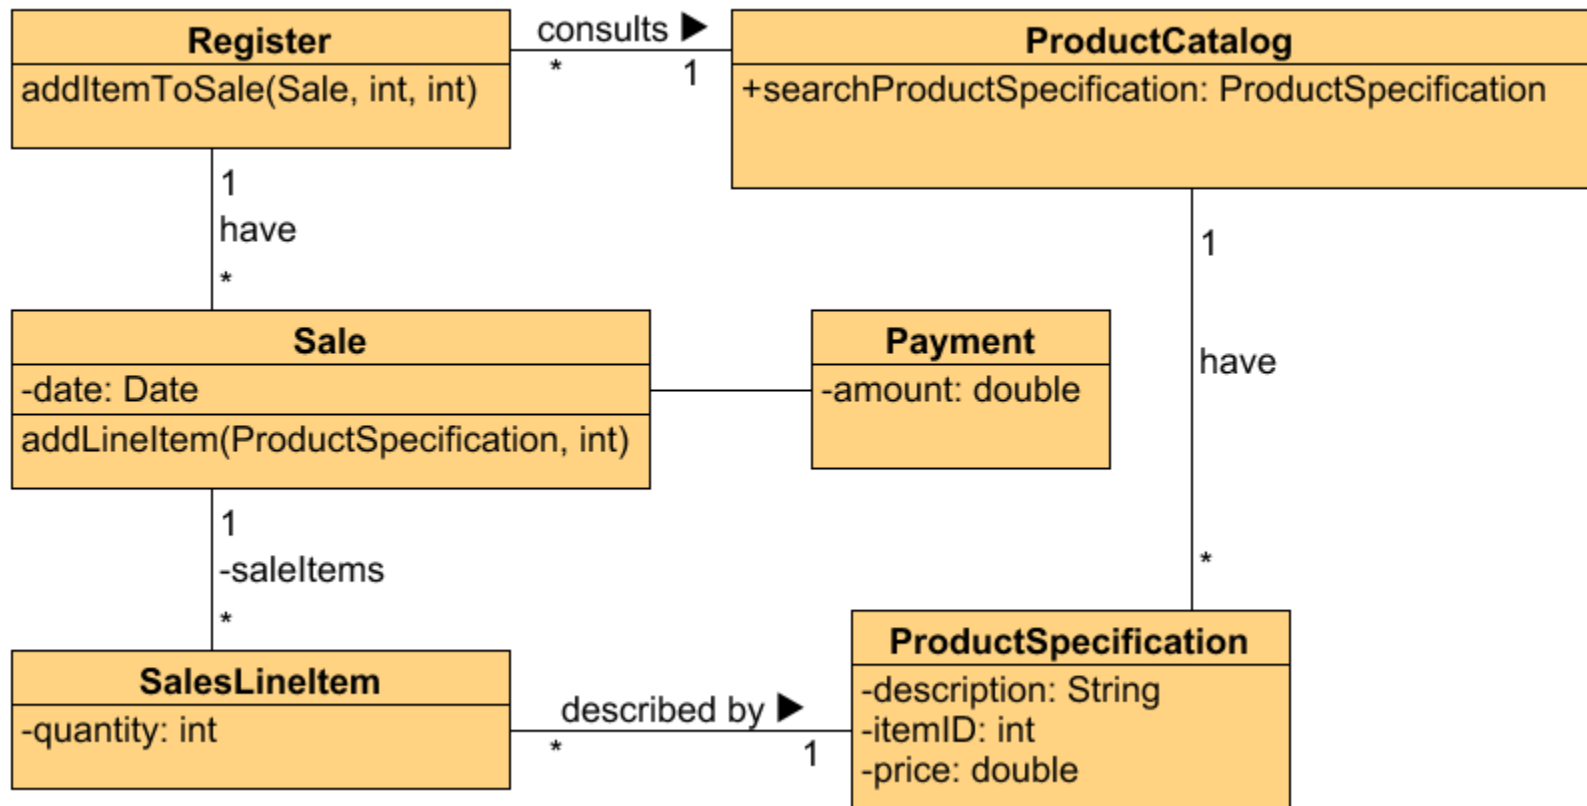 Register
addItemToSale(Sale, int, int)
consults ▶
* 1
ProductCatalog
+searchProductSpecification: ProductSpecification
1
have
*
Sale
-date: Date
addLineItem(ProductSpecification, int)
Payment
-amount: double
1
have
*
1
-saleItems
*
SalesLineItem
-quantity: int
described by ▶
* 1
ProductSpecification
-description: String
-itemID: int
-price: double